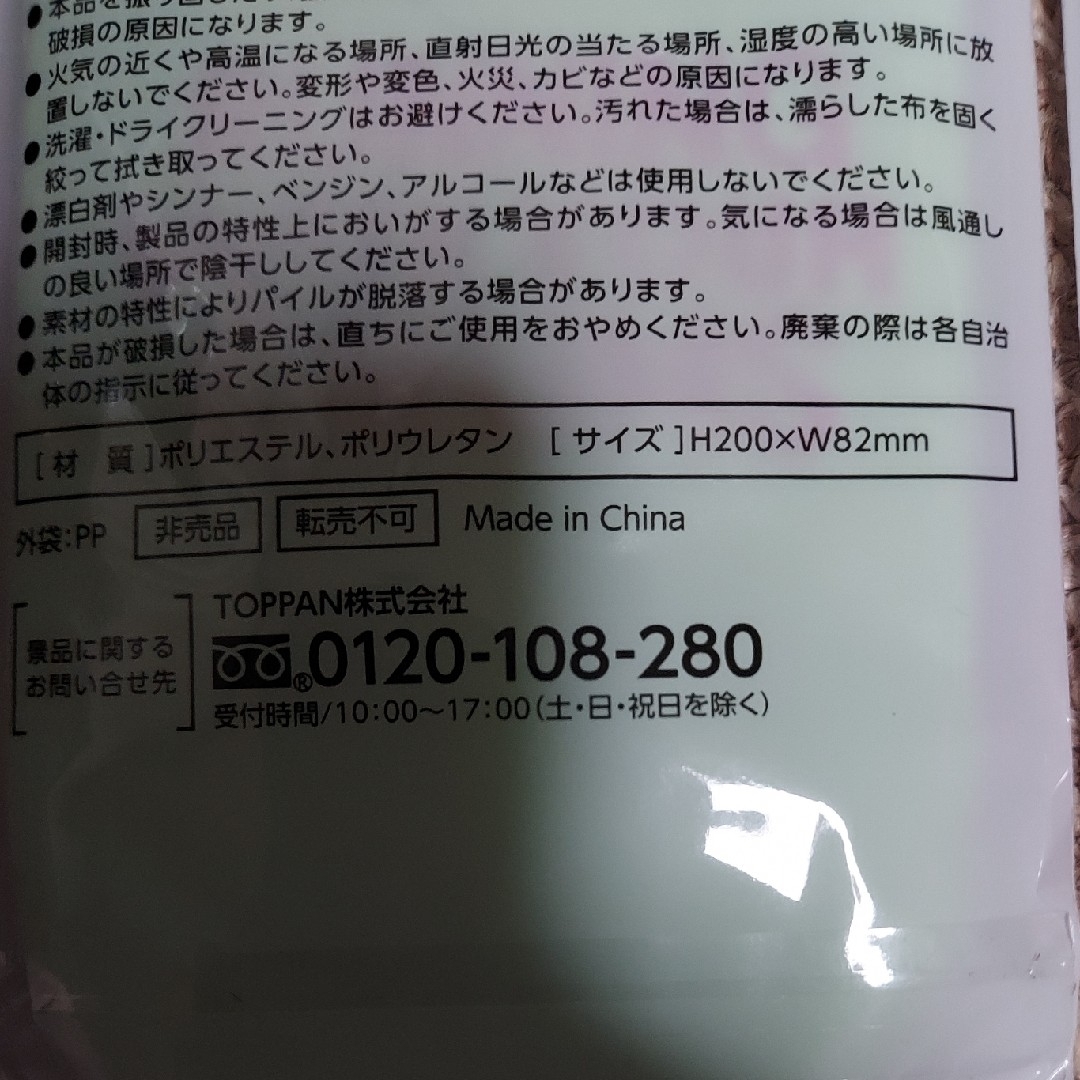 ●本品を振り回したり
破損の原因になります。
●火気の近くや高温になる場所、直射日光の当たる場所、湿度の高い場所に放
置しないでください。変形や変色、火災、カビなどの原因になります。
●洗濯・ドライクリーニングはお避けください。汚れた場合は、濡らした布を固く
絞って拭き取ってください。
●漂白剤やシンナー、ベンジン、アルコールなどは使用しないでください。
●開封時、製品の特性上においがする場合があります。気になる場合は風通し
の良い場所で陰干ししてください。
●素材の特性によりパイルが脱落する場合があります。
●本品が破損した場合は、直ちにご使用をおやめください。廃棄の際は各自治
体の指示に従ってください。
[材 質]ポリエステル、ポリウレタン [サイズ]H200×W82mm
外袋:PP 非売品 転売不可 Made in China
景品に関する
お問い合せ先
TOPPAN株式会社
®0120-108-280
受付時間/10:00～17:00(土・日・祝日を除く)